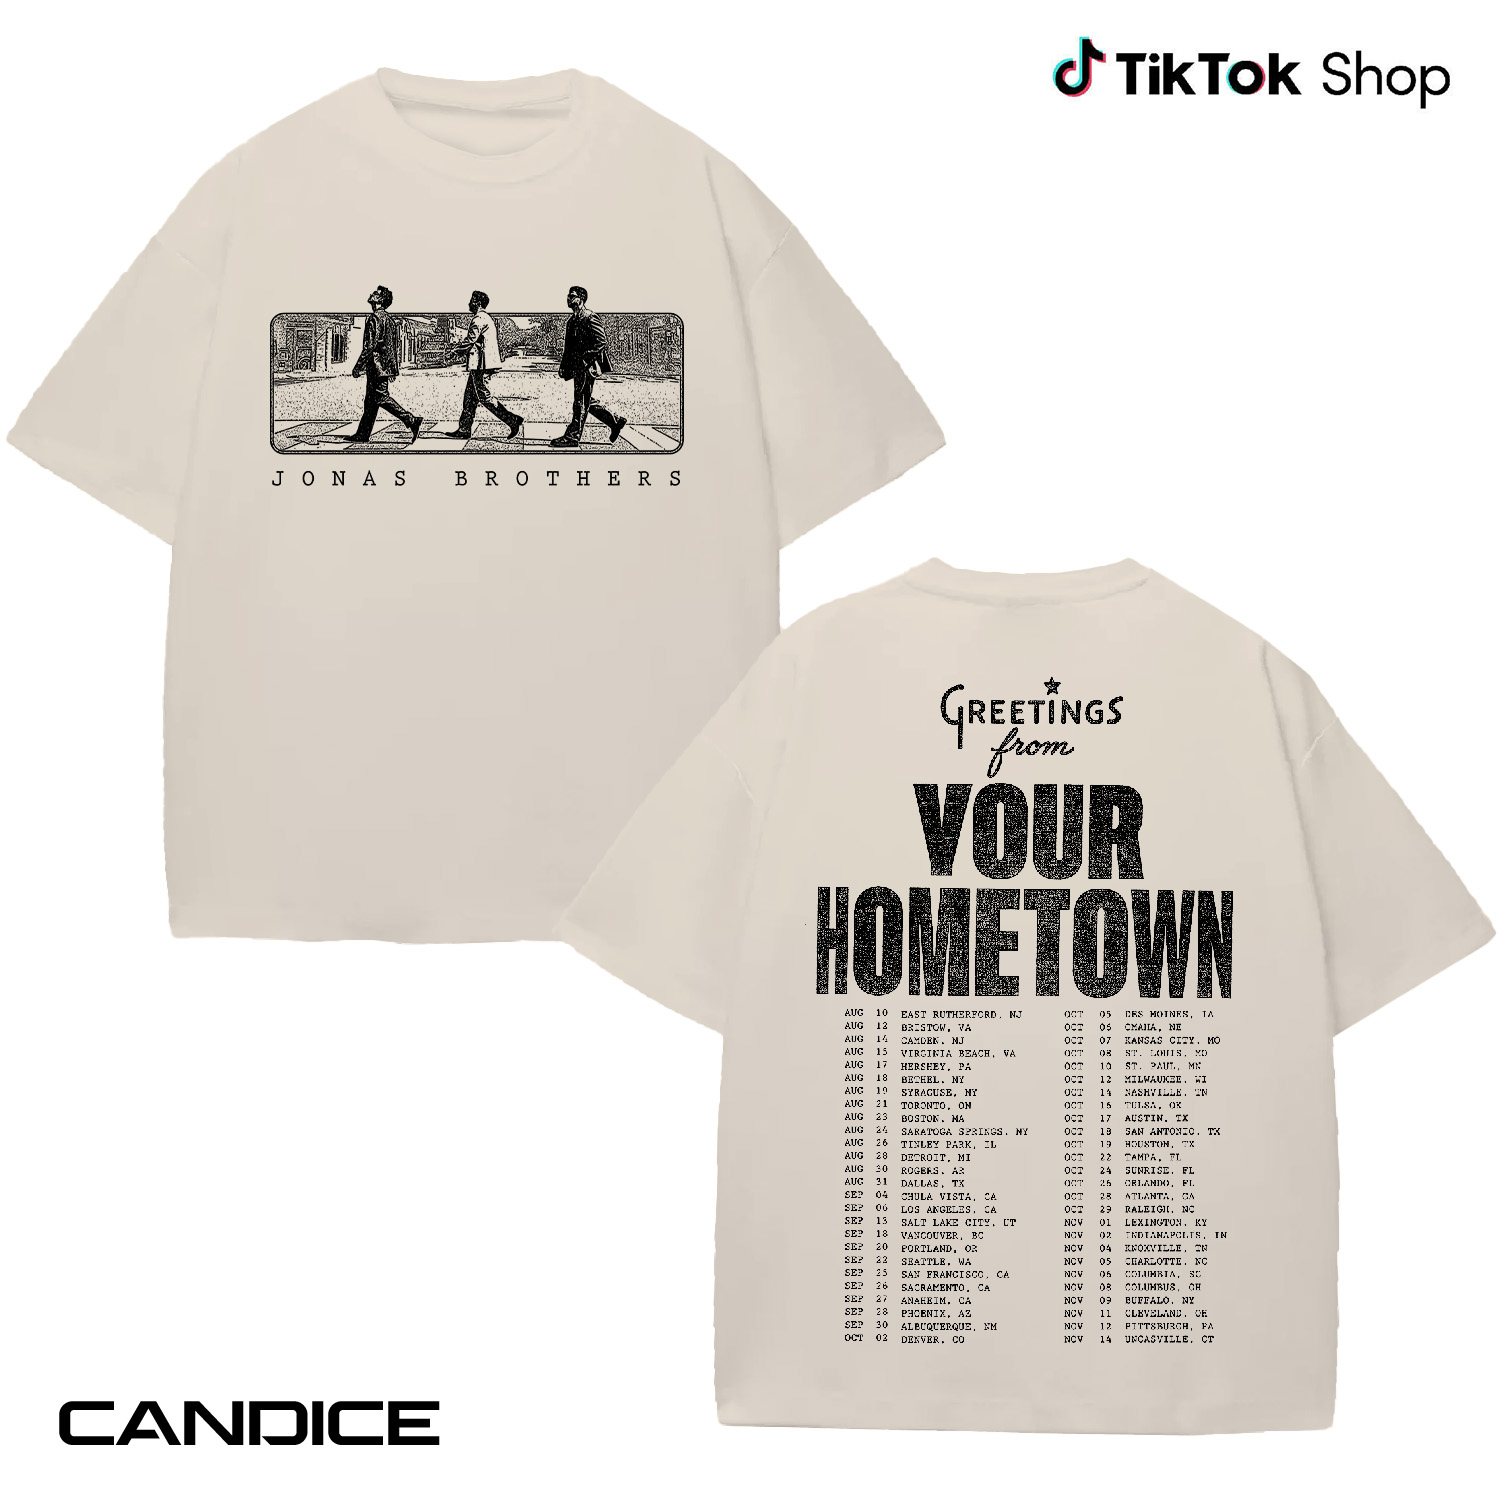 TikTok Shop
JONAS BROTHERS
GREETINGS
from
YOUR
HOMETOWN
AUG 10 EAST RUTHERFORD, NJ
AUG 12 BRISTOW, VA
AUG 14 CAMDEN, NJ
AUG 15 VIRGINIA BEACH, VA
AUG 17 HERSHEY, PA
AUG 18 BETHEL, NY
AUG 19 SYRACUSE, NY
AUG 21 TORONTO, ON
AUG 23 BOSTON, MA
AUG 24 SARATOGA SPRINGS, NY
AUG 26 TINLEY PARK, IL
AUG 28 DETROIT, MI
AUG 30 ROGERS, AR
AUG 31 DALLAS, TX
SEP 04 CHULA VISTA, CA
SEP 06 LOS ANGELES, CA
SEP 13 SALT LAKE CITY, UT
SEP 18 VANCOUVER, BC
SEP 20 PORTLAND, OR
SEP 22 SEATTLE, WA
SEP 25 SAN FRANCISCO, CA
SEP 26 SACRAMENTO, CA
SEP 27 ANAHEIM, CA
SEP 28 PHOENIX, AZ
SEP 30 ALBUQUERQUE, NM
OCT 02 DENVER, CO
OCT 05 DES MOINES, IA
OCT 06 OMAHA, NE
OCT 07 KANSAS CITY, MO
OCT 08 ST. LOUIS, MO
OCT 10 ST. PAUL, MN
OCT 12 MILWAUKEE, WI
OCT 14 NASHVILLE, TN
OCT 16 TULSA, OK
OCT 17 AUSTIN, TX
OCT 18 SAN ANTONIO, TX
OCT 19 HOUSTON, TX
OCT 22 TAMPA, FL
OCT 24 SUNRISE, FL
OCT 26 ORLANDO, FL
OCT 28 ATLANTA, GA
OCT 29 RALEIGH, NC
NOV 01 LEXINGTON, KY
NOV 02 INDIANAPOLIS, IN
NOV 04 KNOXVILLE, TN
NOV 05 CHARLOTTE, NC
NOV 06 COLUMBIA, SC
NOV 08 COLUMBUS, OH
NOV 09 BUFFALO, NY
NOV 11 CLEVELAND, OH
NOV 12 PITTSBURGH, PA
NOV 14 UNCASVILLE, CT
CANDICE